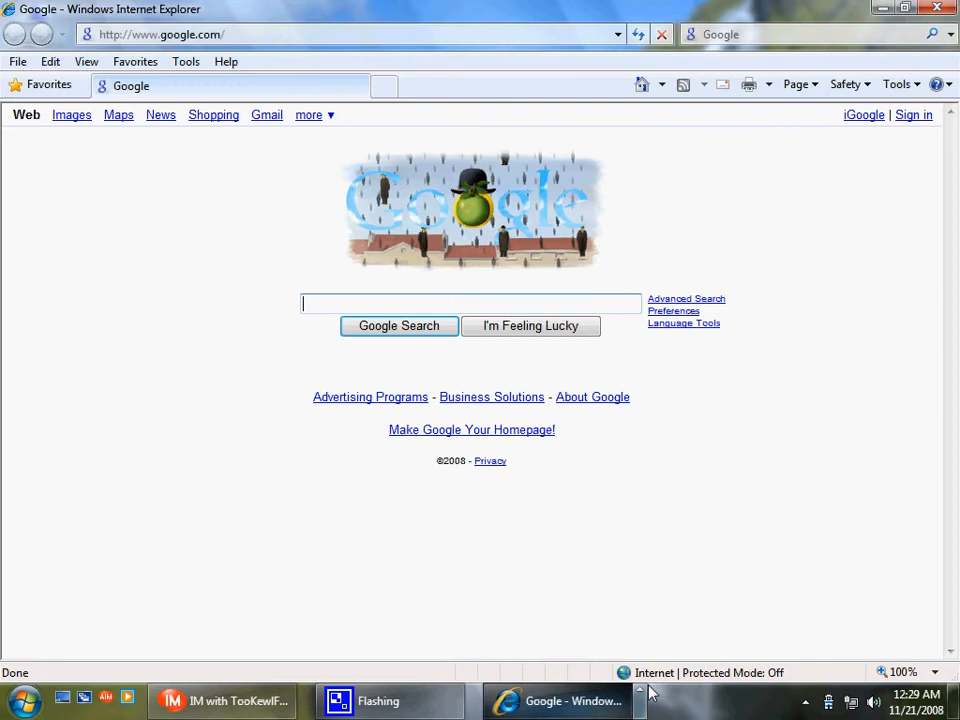 Google - Windows Internet Explorer
http://www.google.com/
Google
File Edit View Favorites Tools Help
Favorites Google Page Safety Tools
Web Images Maps News Shopping Gmail more ▼ iGoogle | Sign in
Google
Advanced Search
Preferences
Language Tools
Google Search I'm Feeling Lucky
Advertising Programs - Business Solutions - About Google
Make Google Your Homepage!
©2008 - Privacy
Done Internet | Protected Mode: Off 100%
IM with TooKewlF... Flashing Google - Window... 12:29 AM
11/21/2008